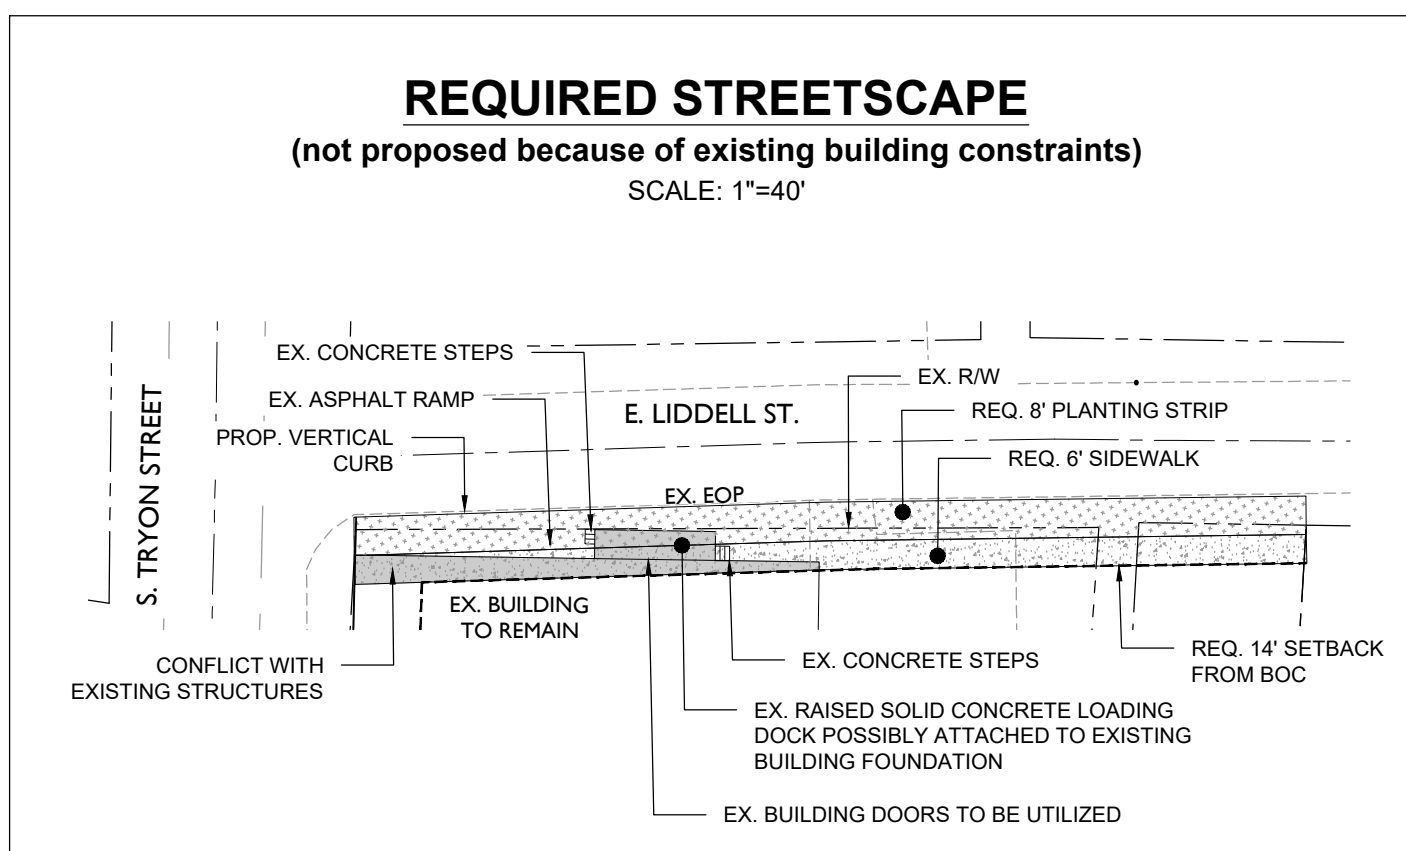 REQUIRED STREETSCAPE
(not proposed because of existing building constraints)
SCALE: 1"=40'
EX. CONCRETE STEPS
EX. R/W
EX. ASPHALT RAMP
E. LIDDELL ST.
REQ. 8' PLANTING STRIP
PROP. VERTICAL
CURB
REQ. 6' SIDEWALK
S. TRYON STREET
EX. EOP
EX. BUILDING
TO REMAIN
CONFLICT WITH
EXISTING STRUCTURES
EX. CONCRETE STEPS
REQ. 14' SETBACK
FROM BOC
EX. RAISED SOLID CONCRETE LOADING
DOCK POSSIBLY ATTACHED TO EXISTING
BUILDING FOUNDATION
EX. BUILDING DOORS TO BE UTILIZED